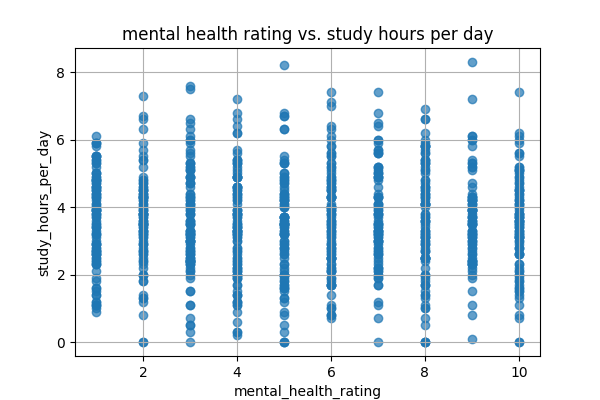 mental health rating vs. study hours per day
8
6
4
2
0
study_hours_per_day
2 4 6 8 10
mental_health_rating